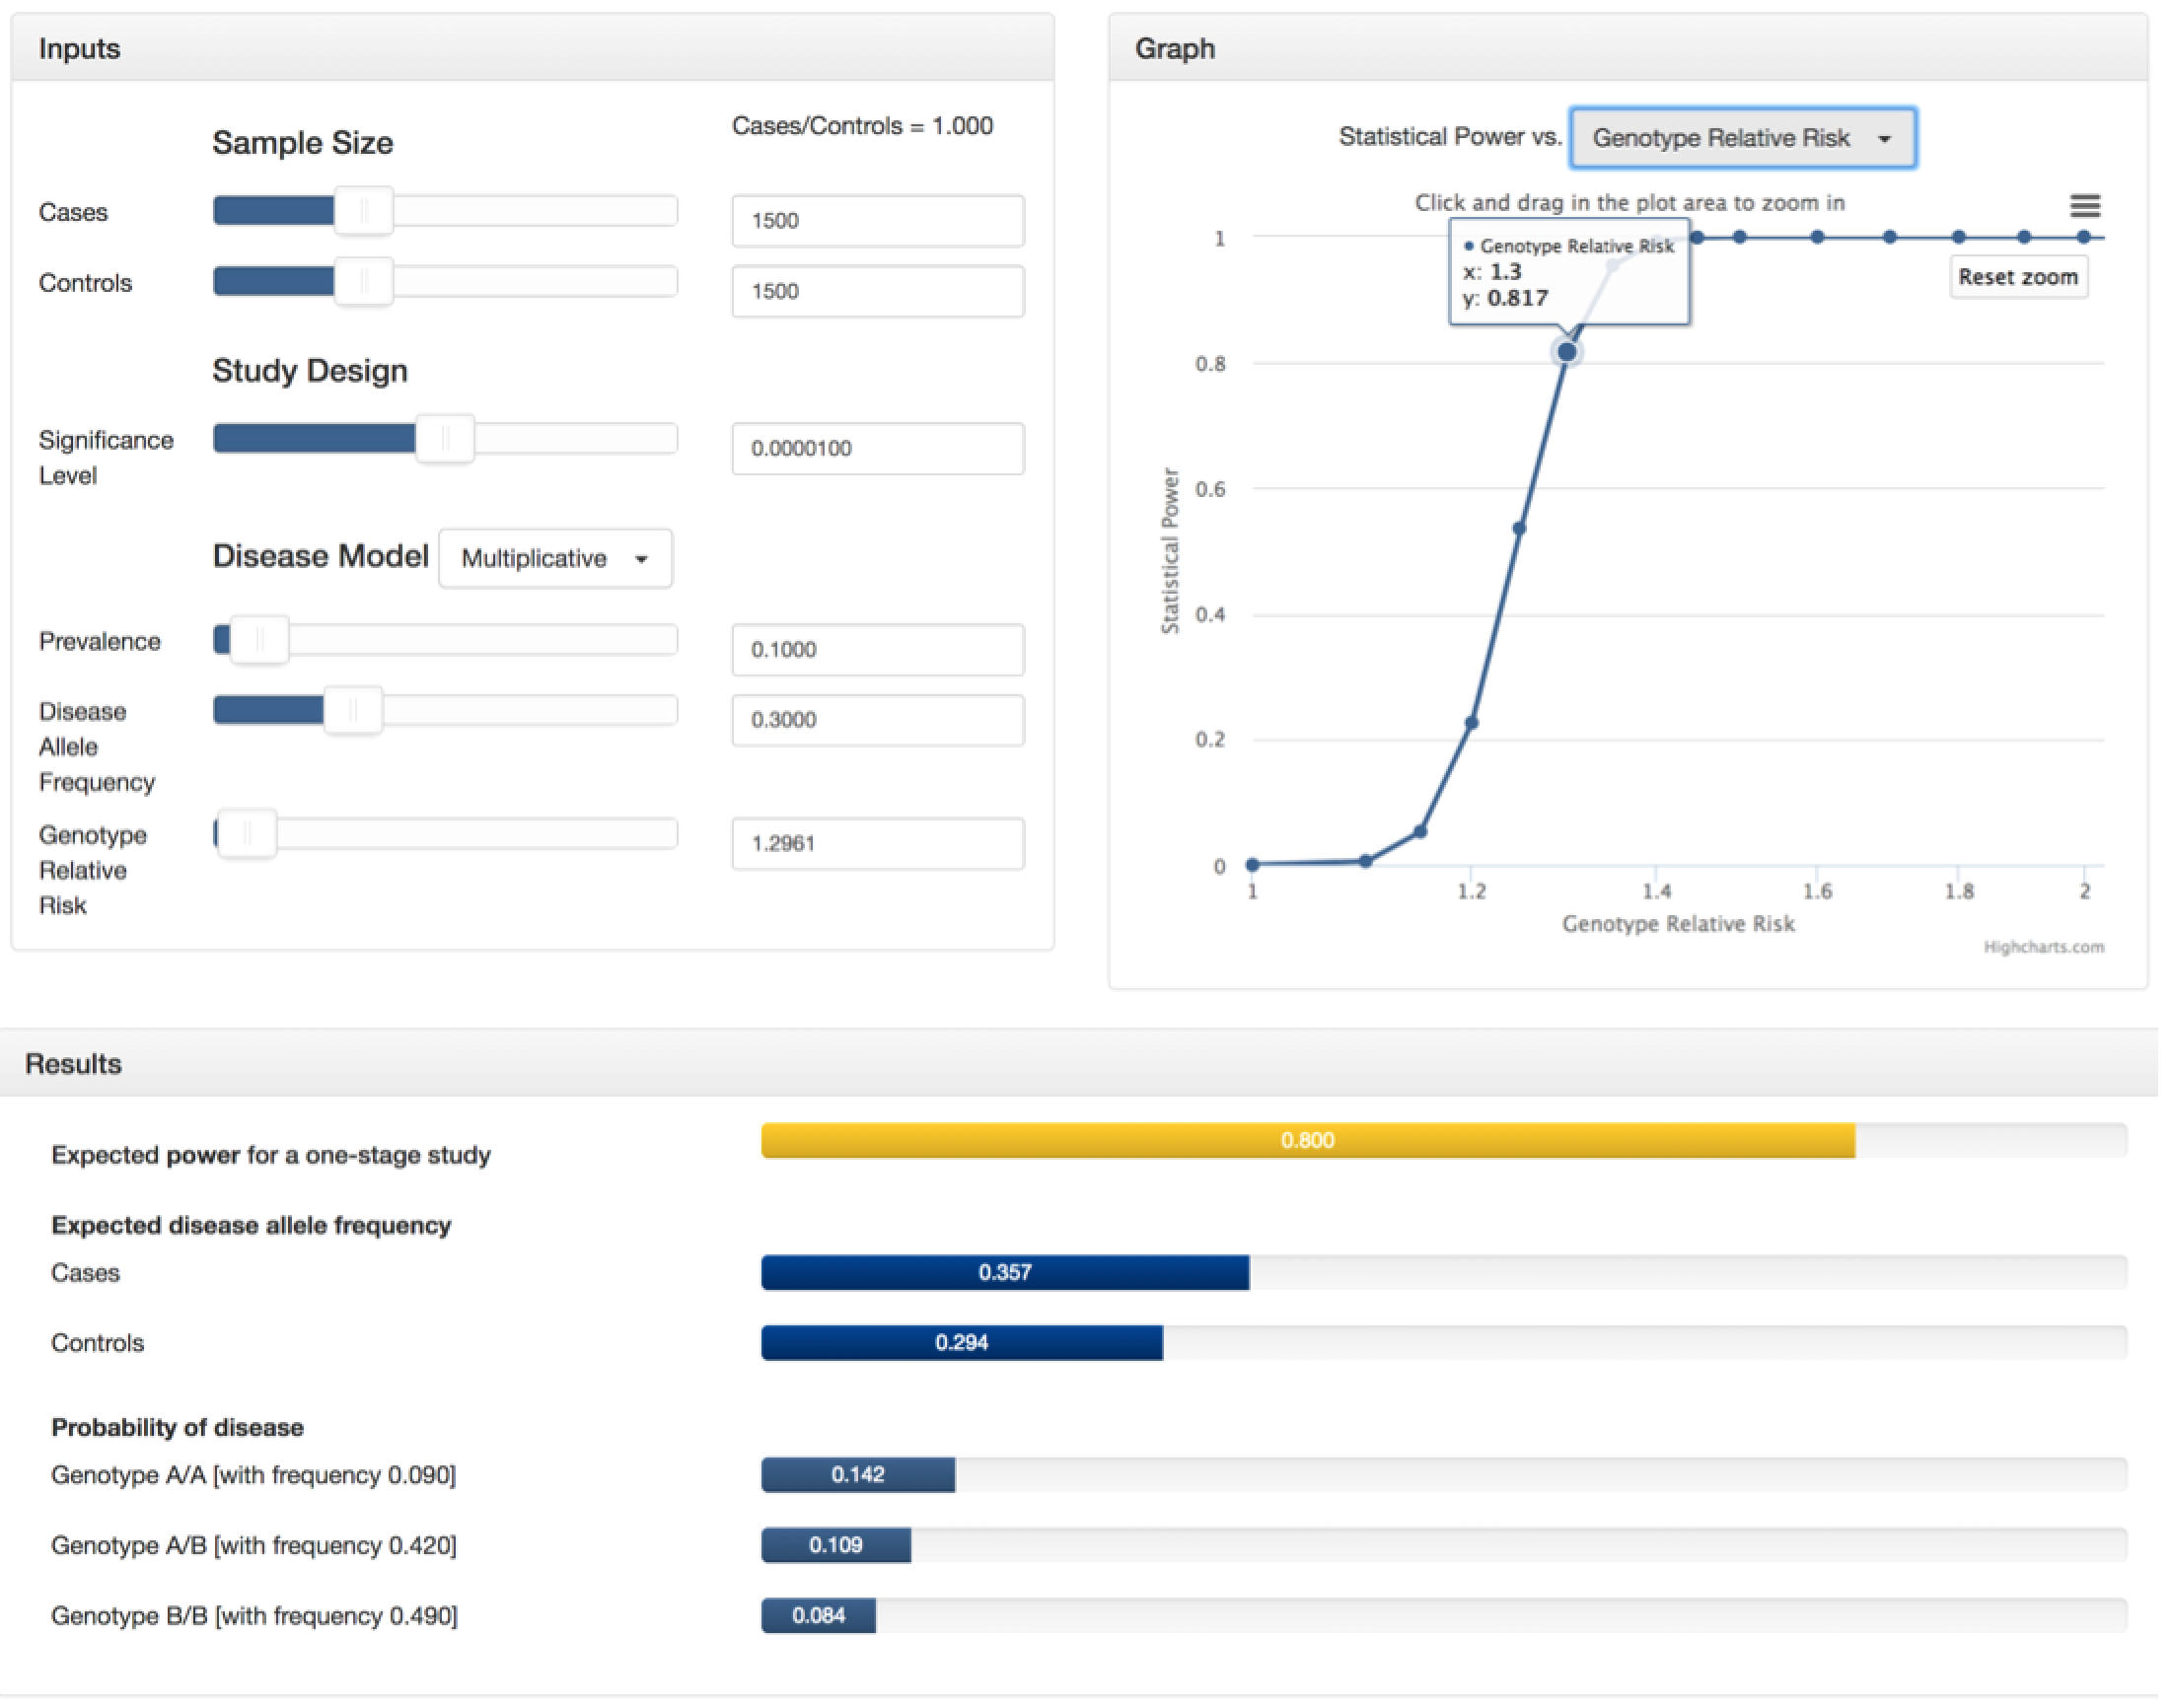 Inputs
Sample Size
Cases/Controls = 1.000
Cases
1500
Controls
1500
Study Design
Significance
Level
0.0000100
Disease Model
Multiplicative
Prevalence
0.1000
Disease
Allele
Frequency
0.3000
Genotype
Relative
Risk
1.2961
Graph
Statistical Power vs.
Genotype Relative Risk
Click and drag in the plot area to zoom in
Genotype Relative Risk
x: 1.3
y: 0.817
Reset zoom
Statistical Power
1
0.8
0.6
0.4
0.2
0
1
1.2
1.4
1.6
1.8
2
Genotype Relative Risk
Highcharts.com
Results
Expected power for a one-stage study
0.800
Expected disease allele frequency
Cases
0.357
Controls
0.294
Probability of disease
Genotype A/A [with frequency 0.090]
0.142
Genotype A/B [with frequency 0.420]
0.109
Genotype B/B [with frequency 0.490]
0.084